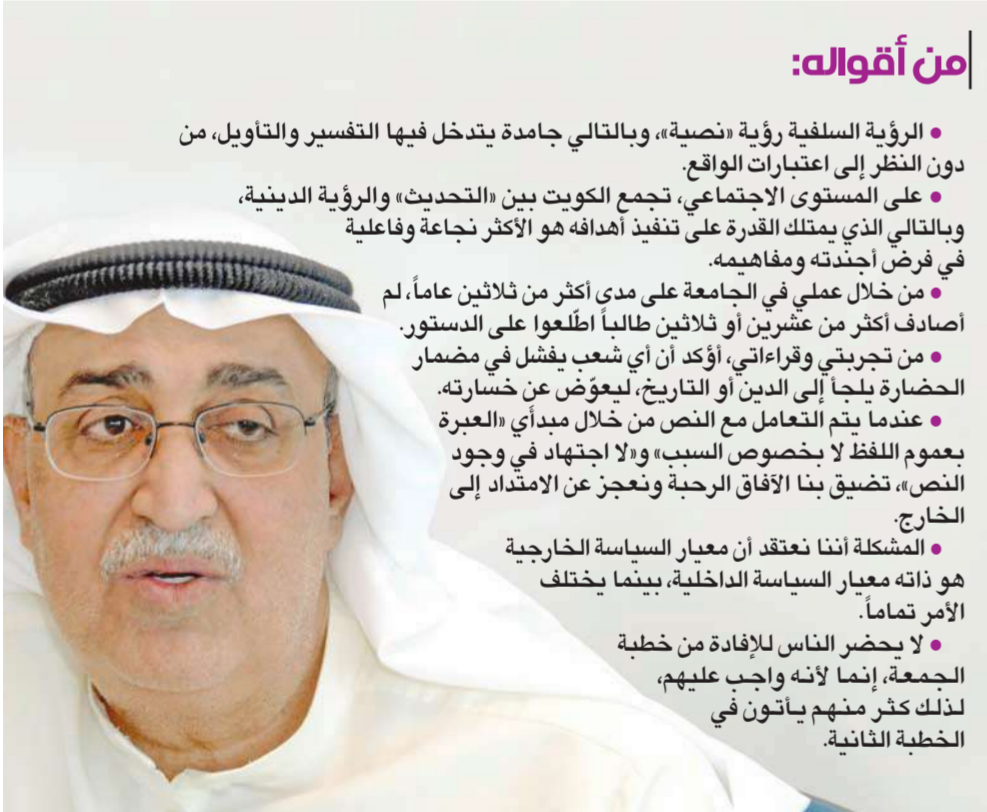 من أقواله:
• الرؤية السلفية رؤية «نصية»، وبالتالي جامدة يتدخل فيها التفسير والتأويل، من
دون النظر إلى اعتبارات الواقع.
• على المستوى الاجتماعي، تجمع الكويت بين «التحديث» والرؤية الدينية،
وبالتالي الذي يمتلك القدرة على تنفيذ أهدافه هو الأكثر نجاعة وفاعلية
في فرض أجندته ومفاهيمه.
• من خلال عملي في الجامعة على مدى أكثر من ثلاثين عاماً، لم
أصادف أكثر من عشرين أو ثلاثين طالباً اطّلعوا على الدستور.
• من تجربتي وقراءاتي، أؤكد أن أي شعب يفشل في مضمار
الحضارة يلجأ إلى الدين أو التاريخ، ليعوّض عن خسارته.
• عندما يتم التعامل مع النص من خلال مبدأي «العبرة
بعموم اللفظ لا بخصوص السبب» و«لا اجتهاد في وجود
النص»، تضيق بنا الآفاق الرحبة ونعجز عن الامتداد إلى
الخارج.
• المشكلة أننا نعتقد أن معيار السياسة الخارجية
هو ذاته معيار السياسة الداخلية، بينما يختلف
الأمر تماماً.
• لا يحضر الناس للإفادة من خطبة
الجمعة، إنما لأنه واجب عليهم،
لذلك كثر منهم يأتون في
الخطبة الثانية.